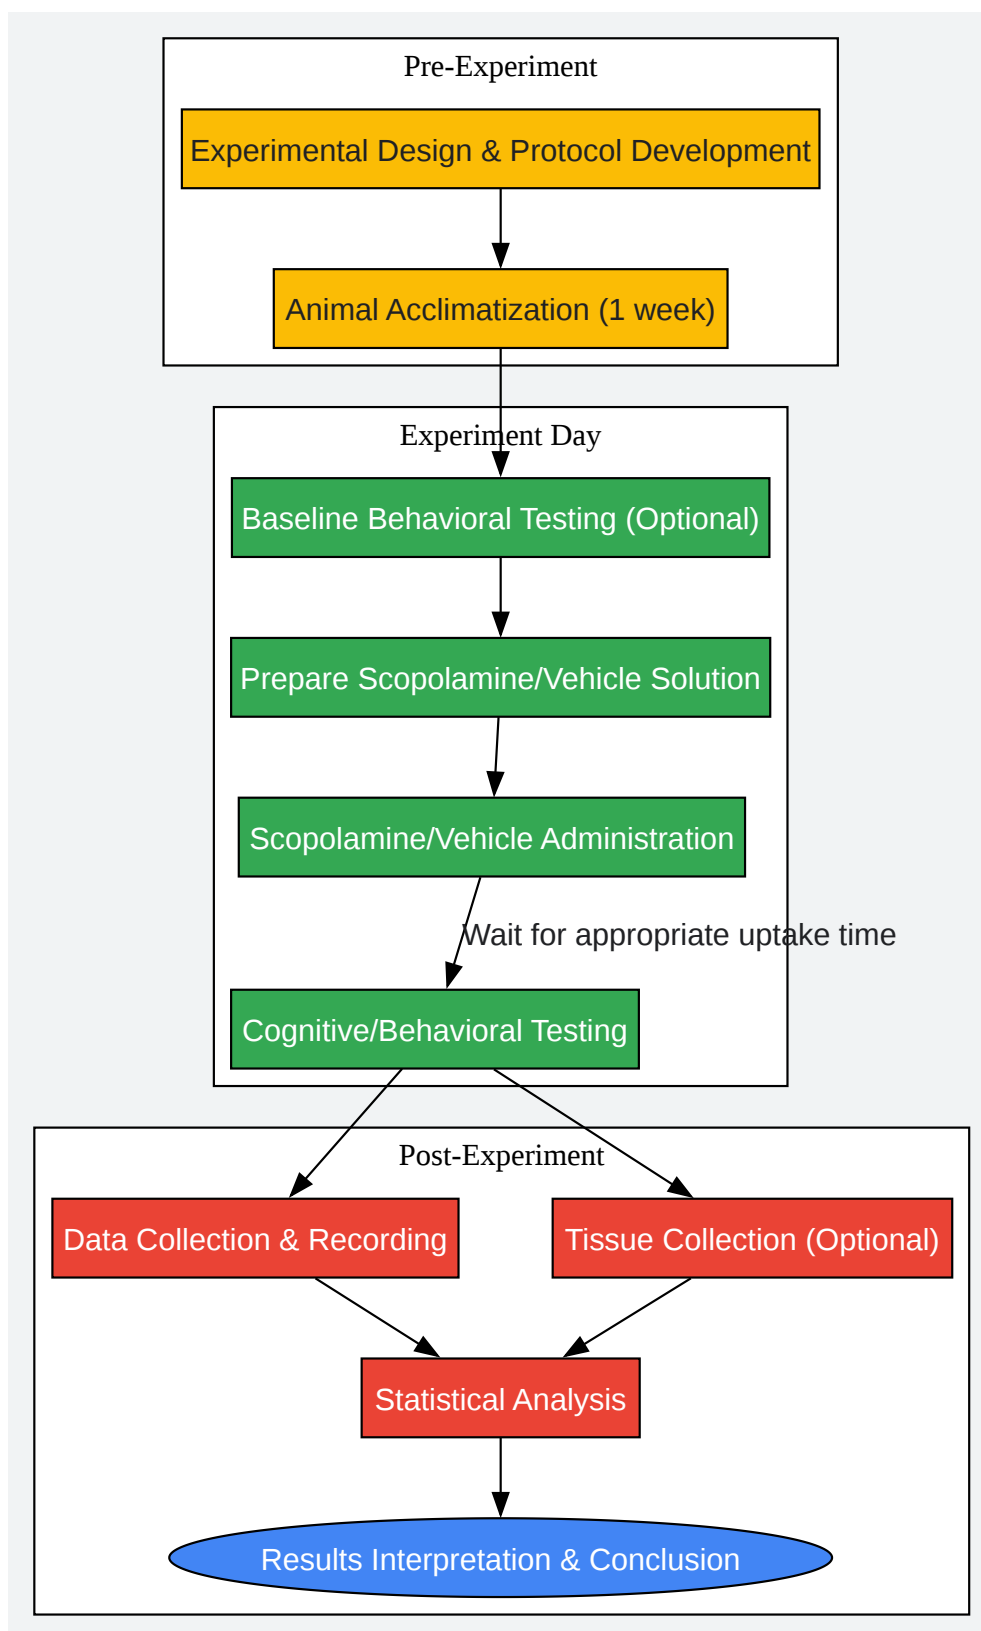 Pre-Experiment
Experimental Design & Protocol Development
Animal Acclimatization (1 week)
Experiment Day
Baseline Behavioral Testing (Optional)
Prepare Scopolamine/Vehicle Solution
Scopolamine/Vehicle Administration
Wait for appropriate uptake time
Cognitive/Behavioral Testing
Post-Experiment
Data Collection & Recording
Tissue Collection (Optional)
Statistical Analysis
Results Interpretation & Conclusion